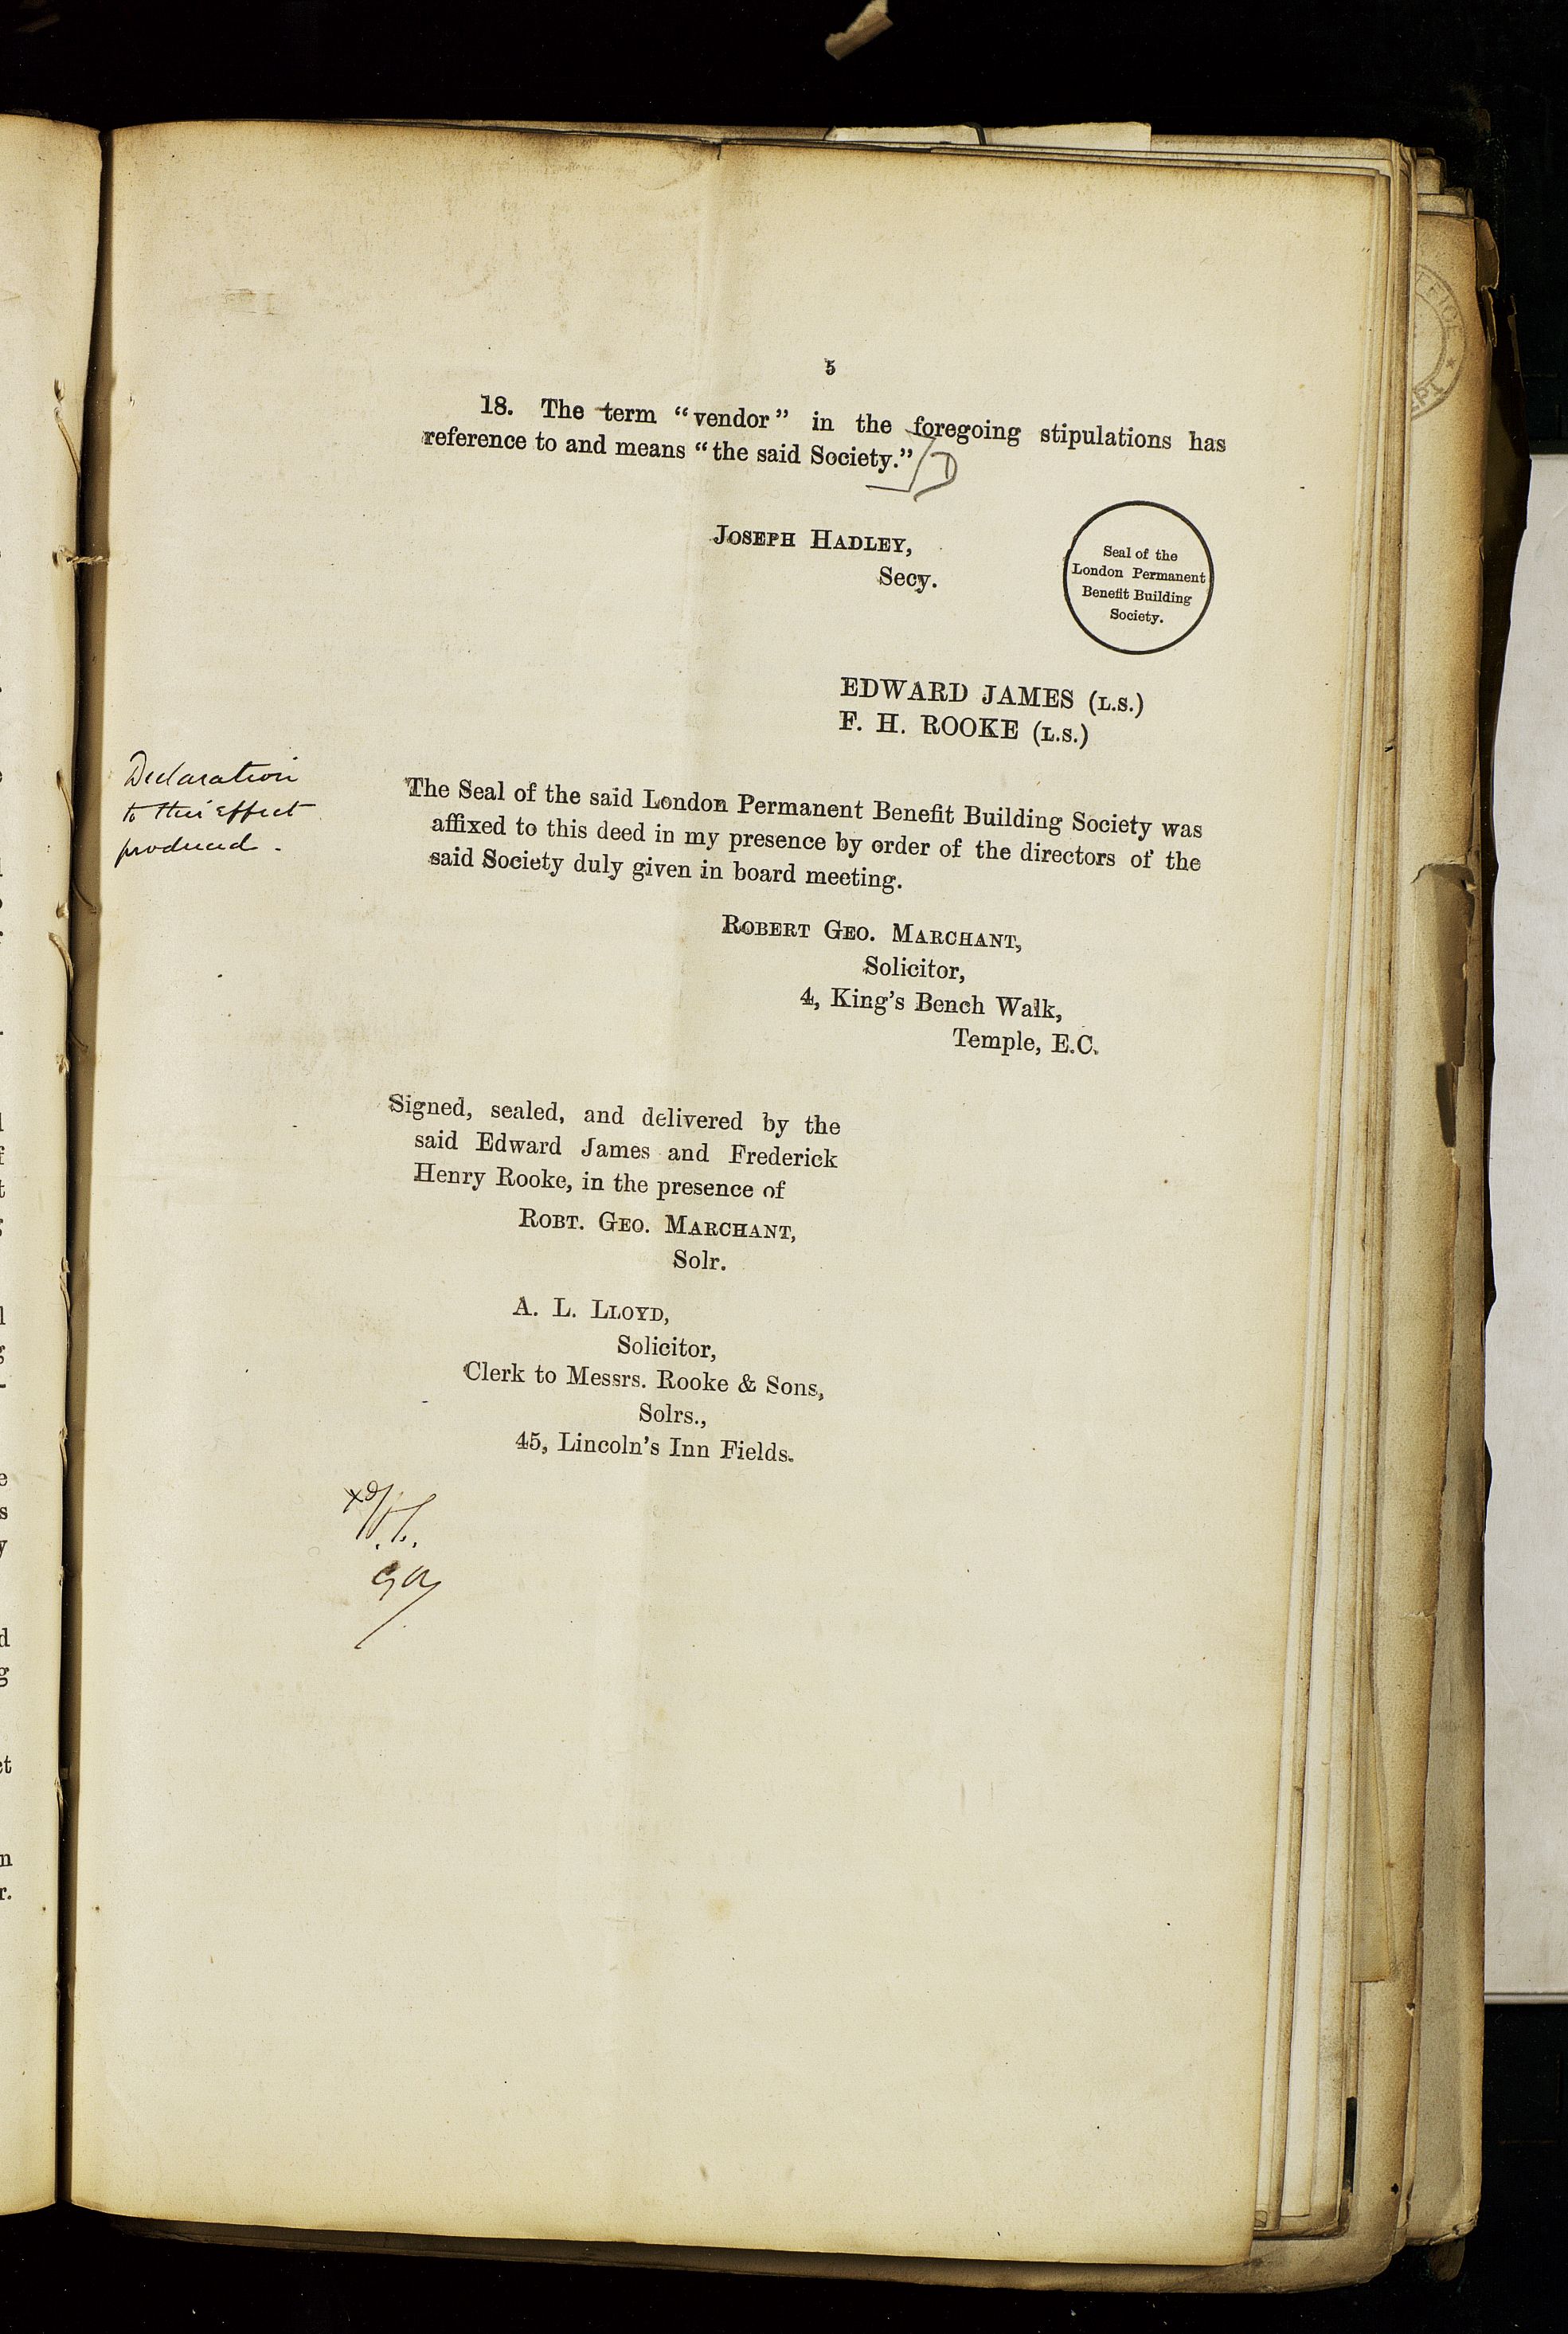 5
18. The term “vendor” in the foregoing stipulations has
reference to and means “the said Society.”
JOSEPH HADLEY,
Secy.
Seal of the
London Permanent
Benefit Building
Society.
EDWARD JAMES (L.S.)
F. H. ROOKE (L.S.)
Declaration
to this effect
produced.
The Seal of the said London Permanent Benefit Building Society was
affixed to this deed in my presence by order of the directors of the
said Society duly given in board meeting.
ROBERT GEO. MARCHANT,
Solicitor,
4, King’s Bench Walk,
Temple, E.C.
Signed, sealed, and delivered by the
said Edward James and Frederick
Henry Rooke, in the presence of
ROBT. GEO. MARCHANT,
Solr.
A. L. LLOYD,
Solicitor,
Clerk to Messrs. Rooke & Sons,
Solrs.,
45, Lincoln’s Inn Fields.